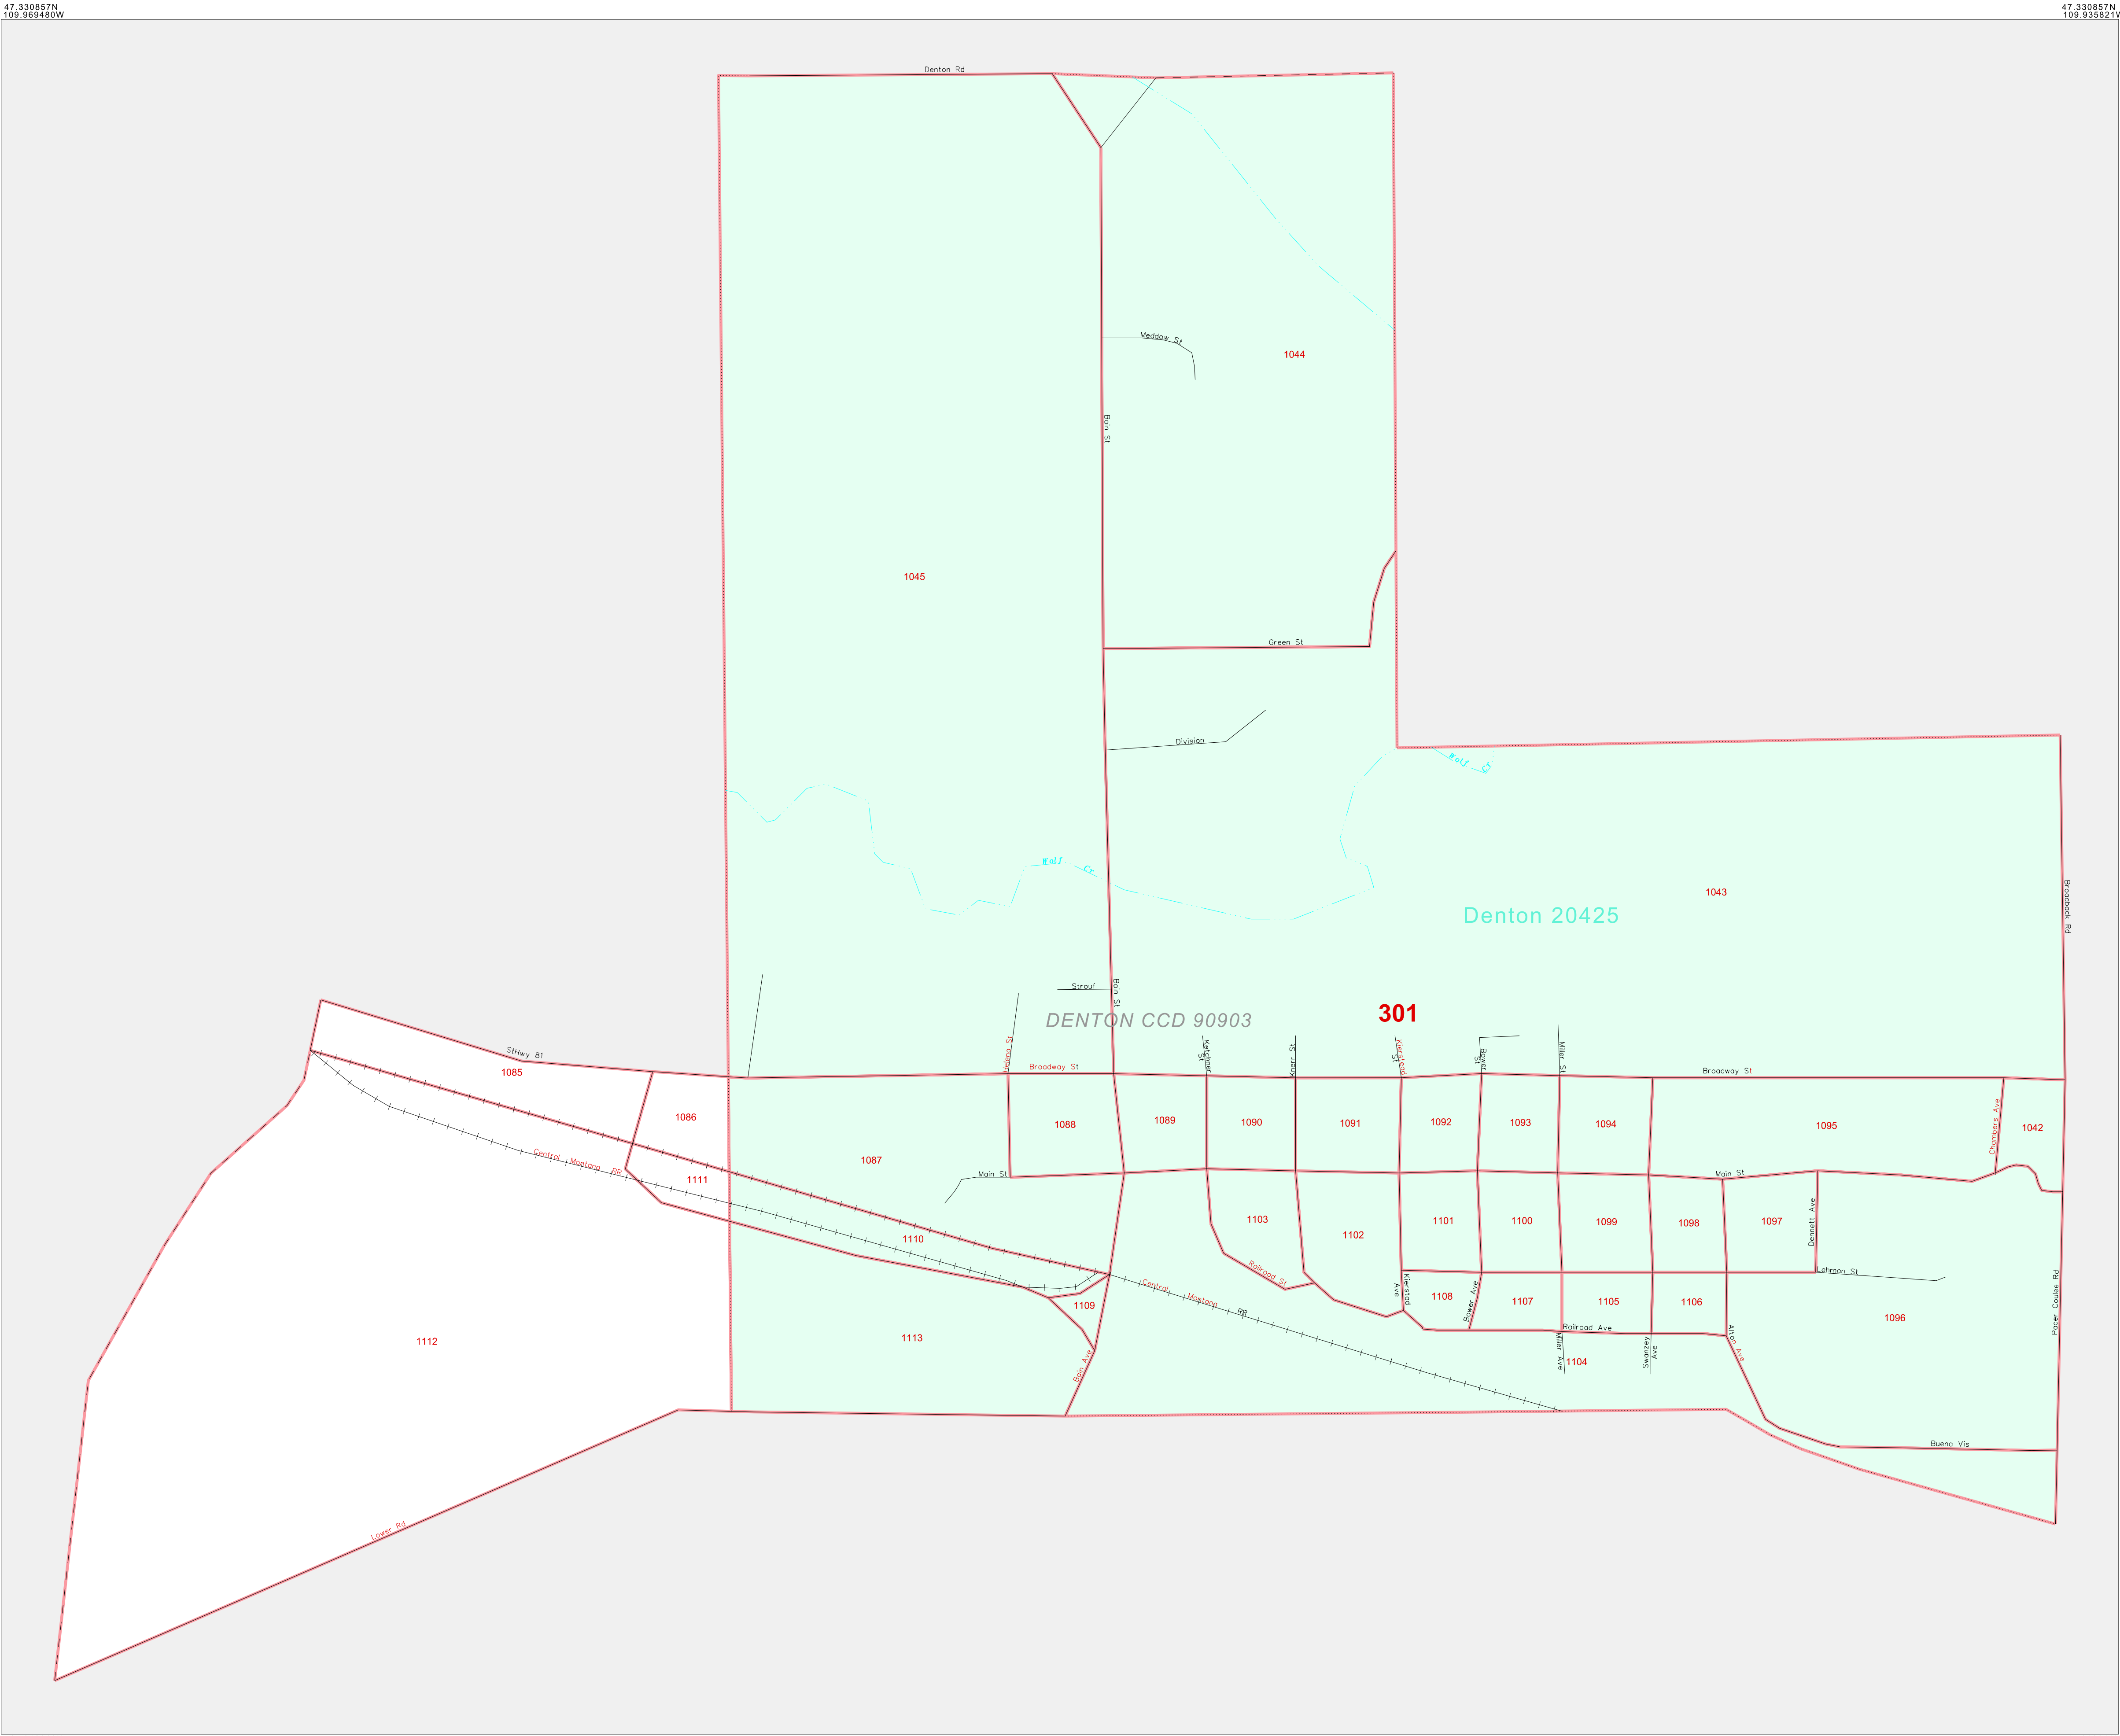 47.330857N
109.969480W
47.330857N
109.935821W
Denton Rd
Meddow St
1044
Bain St
1045
Green St
Division
Wolf Cr
Wolf Cr
1043
Broadback Rd
Denton 20425
Strouf
Bain St
301
DENTON CCD 90903
StHwy 81
1085
Helena St
Broadway St
Ketchner St
Knerr St
Kierstead St
Bower St
Miller St
Broadway St
1086
1088
1089
1090
1091
1092
1093
1094
1095
Chambers Ave
1042
Central Montana RR
1087
1111
Main St
Main St
1103
1102
1101
1100
1099
1098
1097
Dennett Ave
1110
Railroad St
Lehman St
Pacer Coulee Rd
Central Montana RR
1109
Kierstad Ave
1108
Bower Ave
1107
1105
1106
1096
1112
1113
Bain Ave
Railroad Ave
Miller Ave
1104
Swanzey Ave
Alton Ave
Buena Vis
Lower Rd